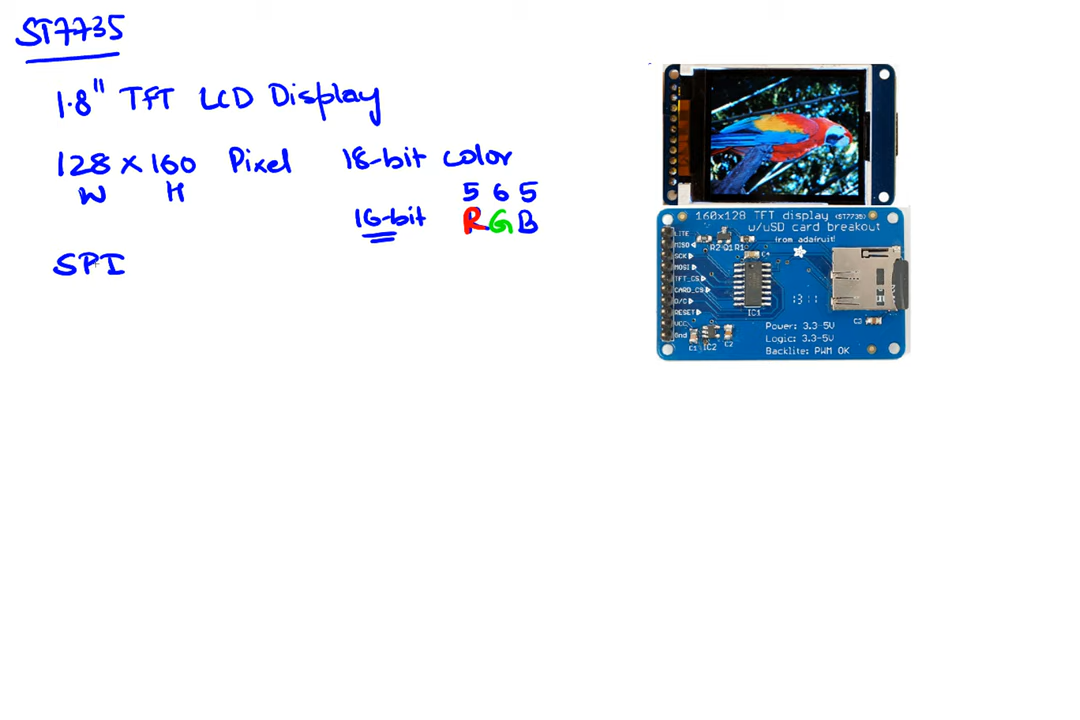 ST7735
1.8" TFT LCD Display
128 x 160 Pixel 18-bit color
W H 5 6 5
16-bit R G B
SPI
160x128 TFT display (ST7735)
w/uSD card breakout
from adafruit!
LITE
MISO
SCK
MOSI
TFT_CS
CARD_CS
D/C
RESET
VCC
Gnd
R2 Q1 R1
C4
IC1
1311
C3
C1 IC2 C2
Power: 3.3-5V
Logic: 3.3-5V
Backlite: PWM OK